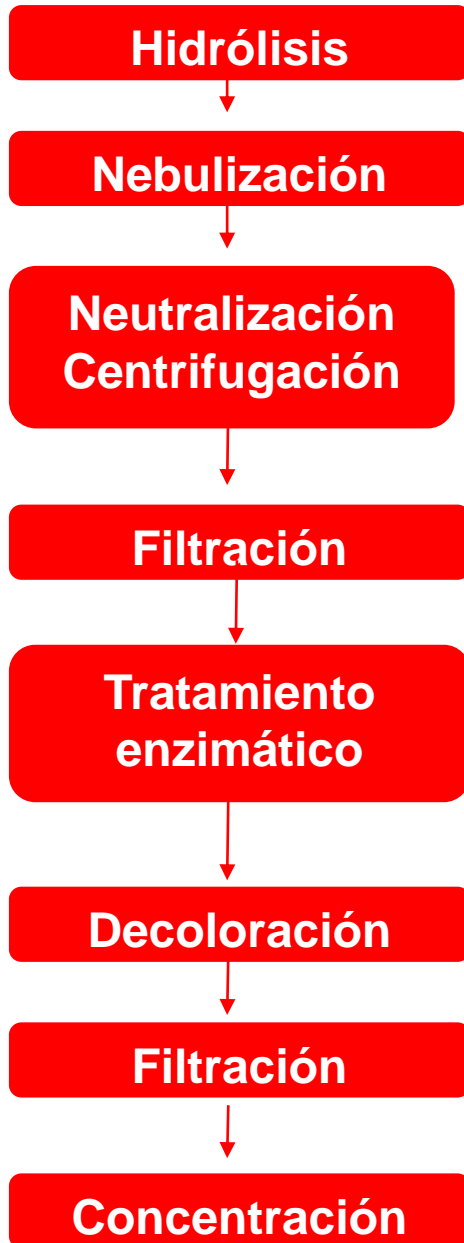 Hidrólisis
Nebulización
Neutralización
Centrifugación
Filtración
Tratamiento
enzimático
Decoloración
Filtración
Concentración